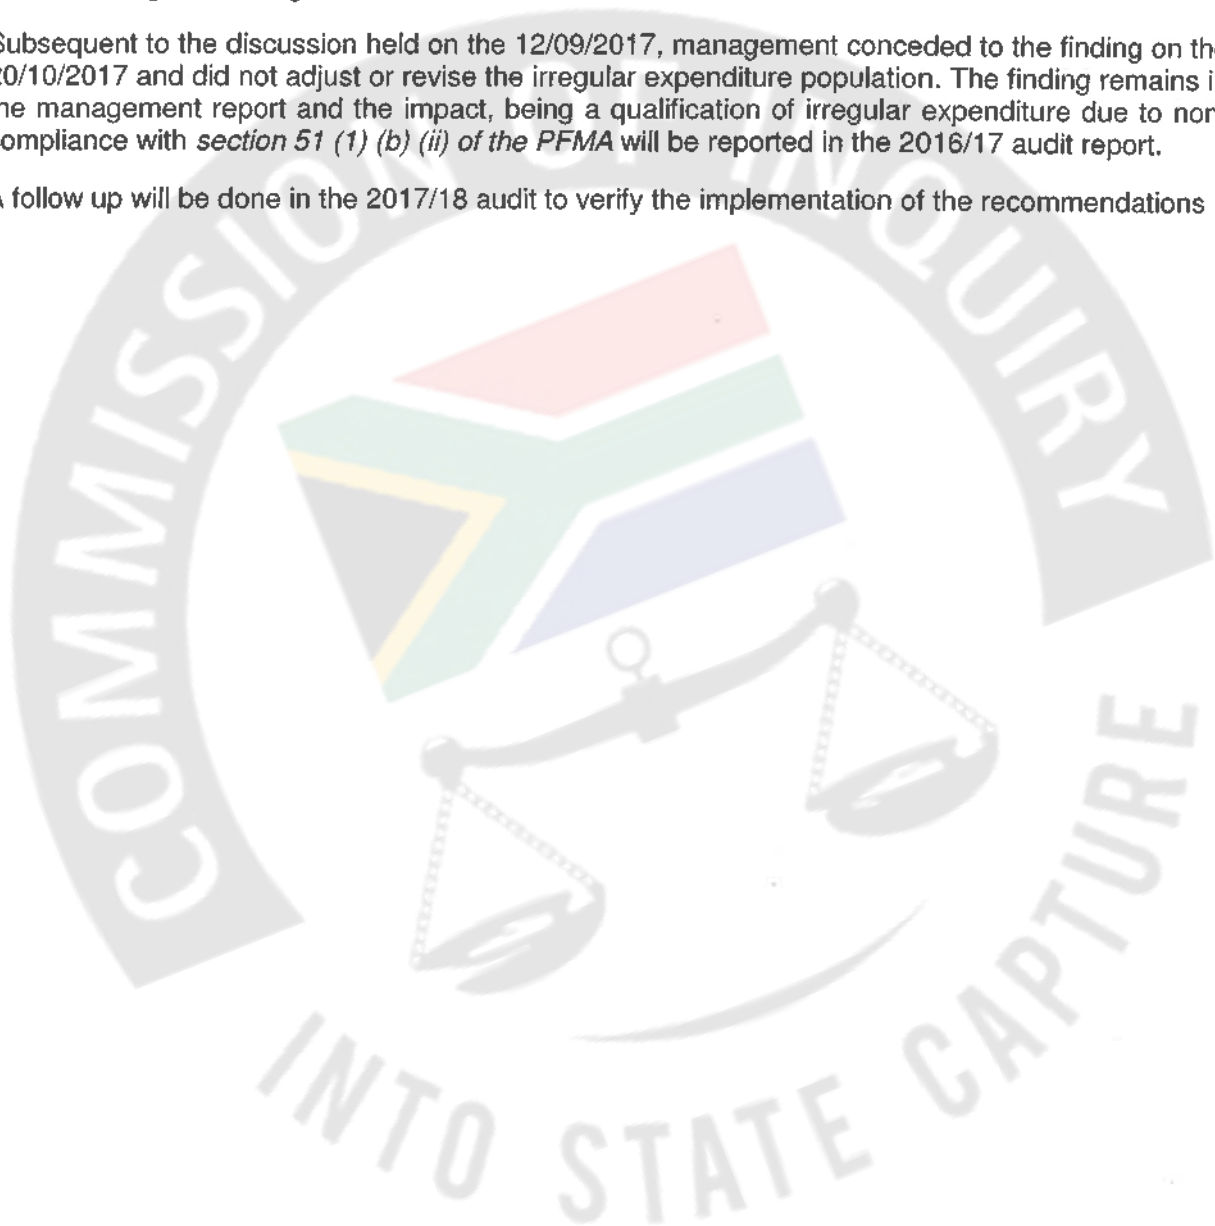 Subsequent to the discussion held on the 12/09/2017, management conceded to the finding on th
20/10/2017 and did not adjust or revise the irregular expenditure population. The finding remains i
he management report and the impact, being a qualification of irregular expenditure due to nor
ompliance with section 51 (1) (b) (ii) of the PFMA will be reported in the 2016/17 audit report.
A follow up will be done in the 2017/18 audit to verify the implementation of the recommendations
COMMISSION OF INQUIRY
INTO STATE CAPTURE